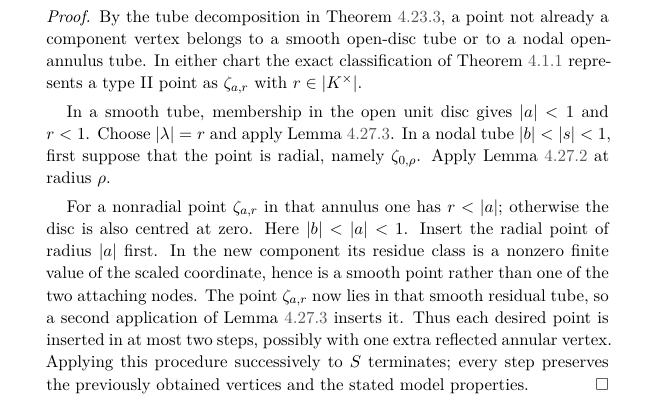 Proof. By the tube decomposition in Theorem 4.23.3, a point not already a
component vertex belongs to a smooth open-disc tube or to a nodal open-
annulus tube. In either chart the exact classification of Theorem 4.1.1 repre-
sents a type II point as ζ_{a,r} with r ∈ |K^×|.
In a smooth tube, membership in the open unit disc gives |a| < 1 and
r < 1. Choose |λ| = r and apply Lemma 4.27.3. In a nodal tube |b| < |s| < 1,
first suppose that the point is radial, namely ζ_{0,ρ}. Apply Lemma 4.27.2 at
radius ρ.
For a nonradial point ζ_{a,r} in that annulus one has r < |a|; otherwise the
disc is also centred at zero. Here |b| < |a| < 1. Insert the radial point of
radius |a| first. In the new component its residue class is a nonzero finite
value of the scaled coordinate, hence is a smooth point rather than one of the
two attaching nodes. The point ζ_{a,r} now lies in that smooth residual tube, so
a second application of Lemma 4.27.3 inserts it. Thus each desired point is
inserted in at most two steps, possibly with one extra reflected annular vertex.
Applying this procedure successively to S terminates; every step preserves
the previously obtained vertices and the stated model properties. □